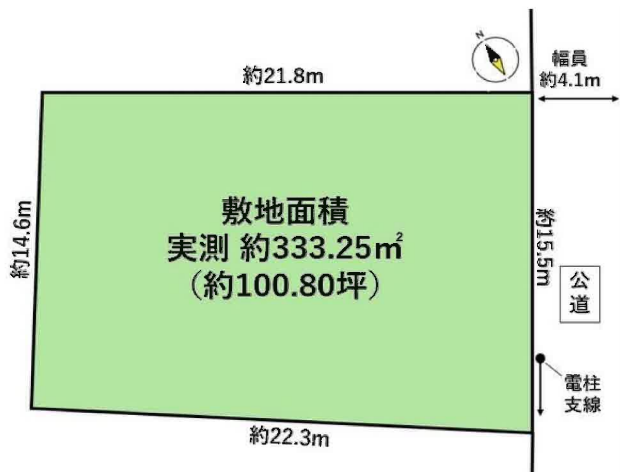 N
幅員
約4.1m
約21.8m
約14.6m
敷地面積
実測 約333.25㎡
（約100.80坪）
約15.5m
公道
電柱
支線
約22.3m